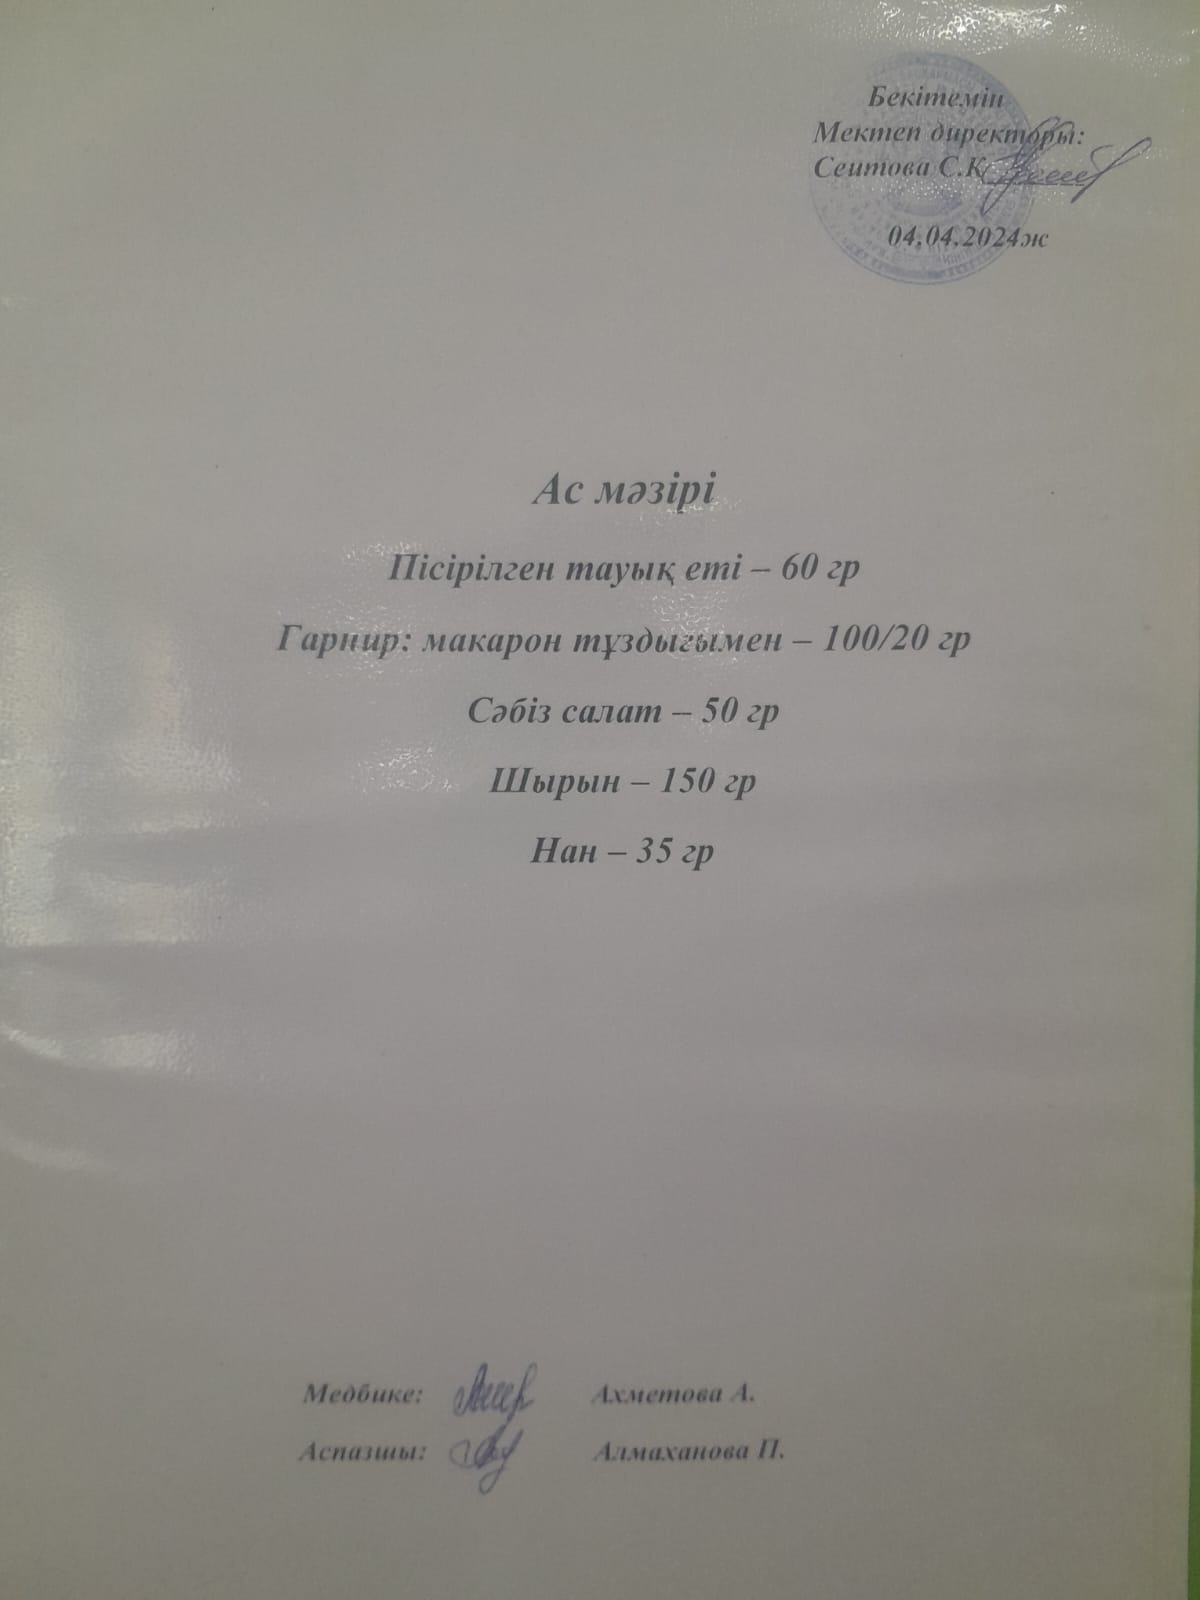 Бекітемін
Мектеп директоры:
Сеитова С.К
04.04.2024ж
Ас мәзірі
Пісірілген тауық еті – 60 гр
Гарнир: макарон тұздығымен – 100/20 гр
Сәбіз салат – 50 гр
Шырын – 150 гр
Нан – 35 гр
Медбике: Ахметова А.
Аспазшы: Алмаханова П.